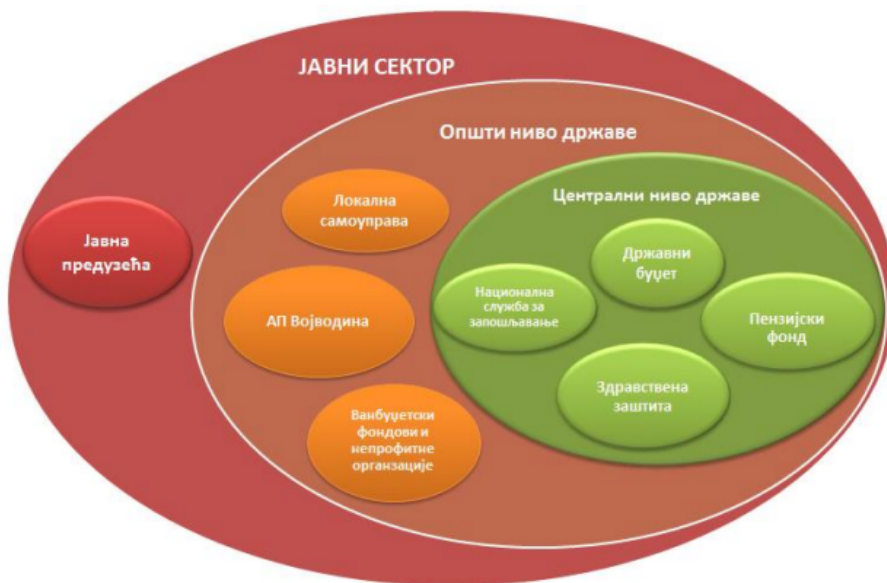 ЈАВНИ СЕКТОР
Општи ниво државе
Централни ниво државе
Јавна
предузећа
Локална
самоуправа
АП Војводина
Ванбуџетски
фондови и
непрофитне
органзације
Државни
буџет
Национална
служба за
запошљавање
Пензијски
фонд
Здравствена
заштита